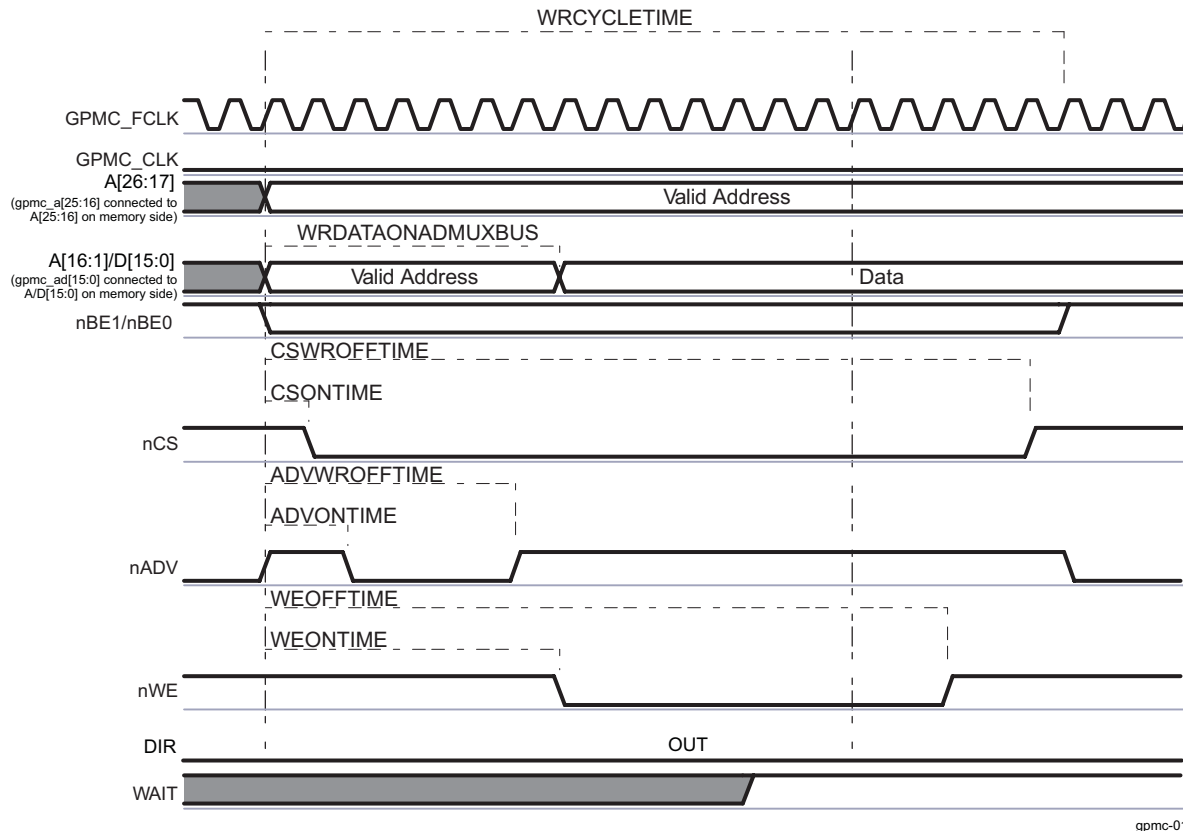 WRCYCLETIME
GPMC_FCLK
GPMC_CLK
A[26:17]
(gpmc_a[25:16] connected to
A[25:16] on memory side)
Valid Address
WRDATAONADMUXBUS
A[16:1]/D[15:0]
(gpmc_ad[15:0] connected to
A/D[15:0] on memory side)
Valid Address
Data
nBE1/nBE0
CSWROFFTIME
CSONTIME
nCS
ADVWROFFTIME
ADVONTIME
nADV
WEOFFTIME
WEONTIME
nWE
DIR
OUT
WAIT
gpmc-01